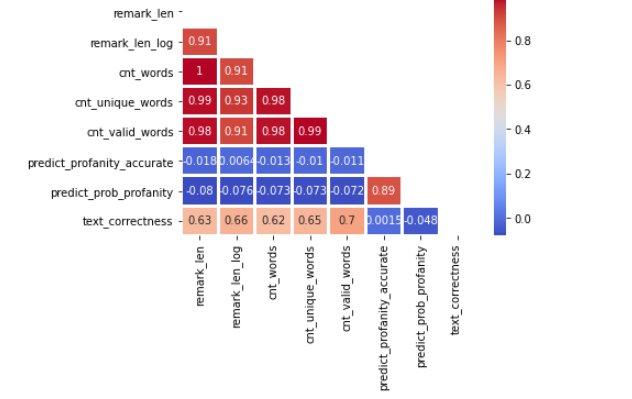 remark_len
remark_len_log 0.91
cnt_words 1 0.91
cnt_unique_words 0.99 0.93 0.98
cnt_valid_words 0.98 0.91 0.98 0.99
predict_profanity_accurate -0.018 0.0064 -0.013 -0.01 -0.011
predict_prob_profanity -0.08 -0.076 -0.073 -0.073 -0.072 0.89
text_correctness 0.63 0.66 0.62 0.65 0.7 0.0015 -0.048
remark_len
remark_len_log
cnt_words
cnt_unique_words
cnt_valid_words
predict_profanity_accurate
predict_prob_profanity
text_correctness
0.8
0.6
0.4
0.2
0.0